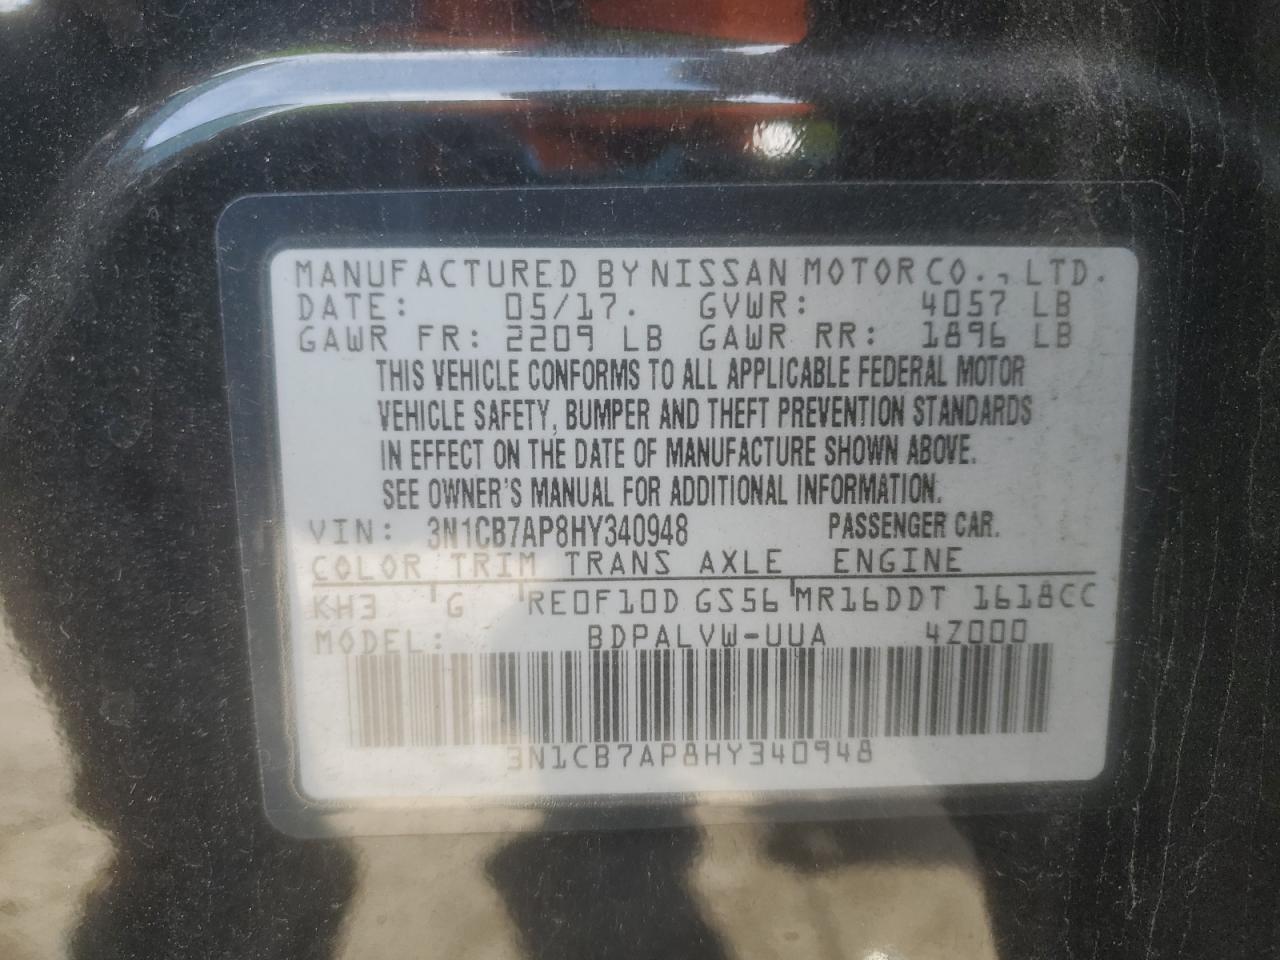 MANUFACTURED BY NISSAN MOTOR CO., LTD.
DATE: 05/17. GVWR: 4057 LB
GAWR FR: 2209 LB GAWR RR: 1896 LB
THIS VEHICLE CONFORMS TO ALL APPLICABLE FEDERAL MOTOR
VEHICLE SAFETY, BUMPER AND THEFT PREVENTION STANDARDS
IN EFFECT ON THE DATE OF MANUFACTURE SHOWN ABOVE.
SEE OWNER'S MANUAL FOR ADDITIONAL INFORMATION.
VIN: 3N1CB7AP8HY340948 PASSENGER CAR.
COLOR TRIM TRANS AXLE ENGINE
KH3 G RE0F10D GS56 MR16DDT 1618CC
MODEL: BDPALVW-UUA 4Z000
3N1CB7AP8HY340948